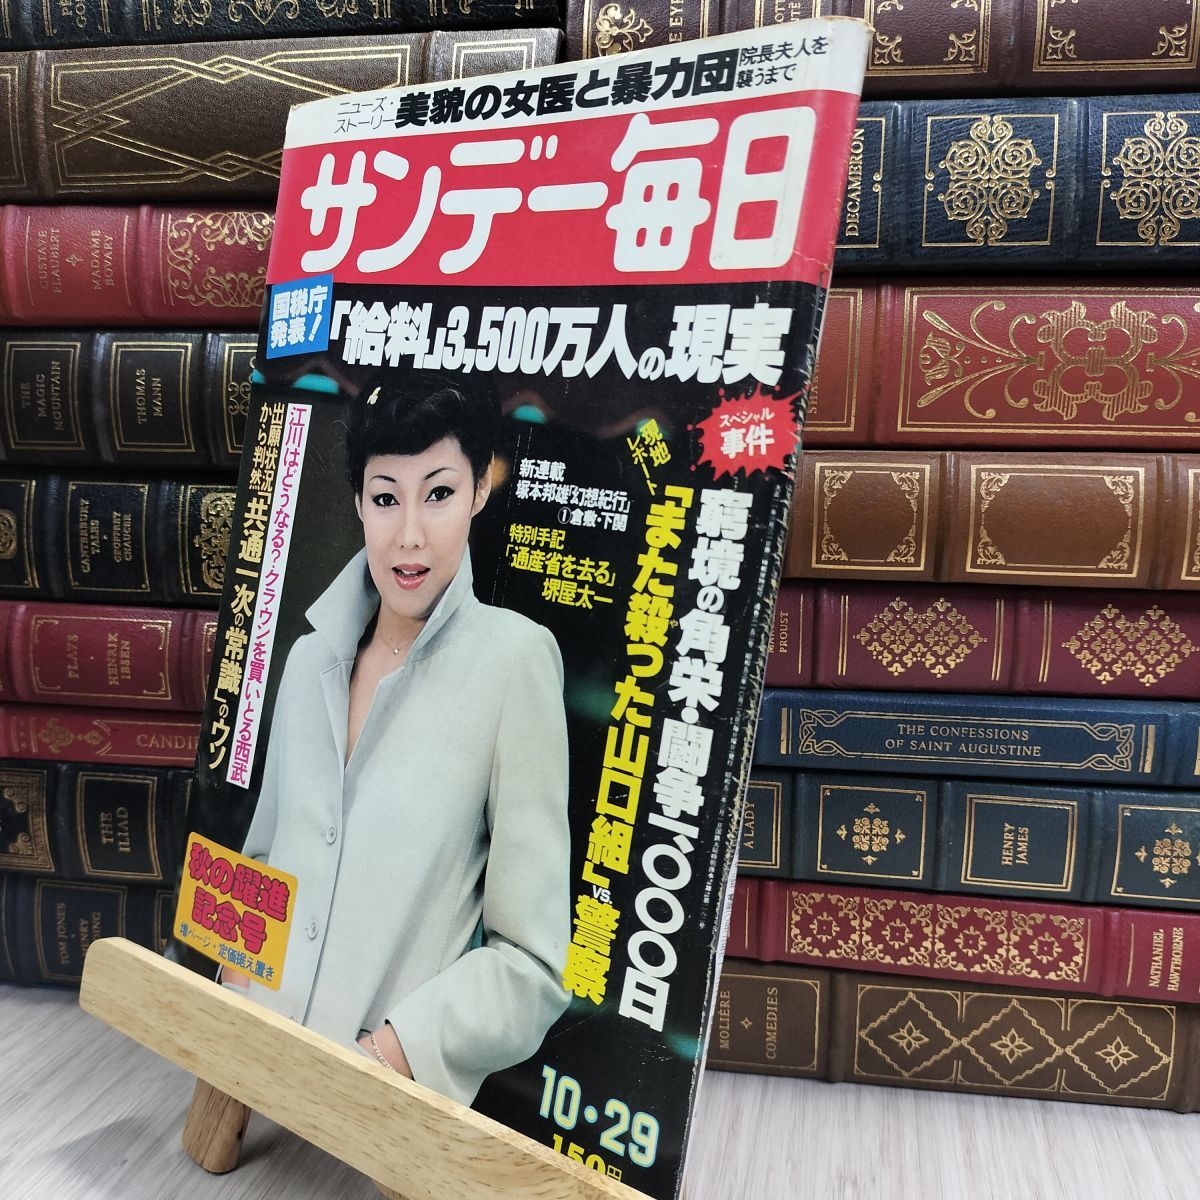 ニュース・
ストーリー
美貌の女医と暴力団
院長夫人を
襲うまで
サンデー毎日
国税庁
発表!
「給料」3,500万人の現実
スペシャル
事件
現地
レポート
窮境の角栄・闘争一、〇〇〇日
「また殺った山口組」vs.警察
新連載
塚本邦雄「幻想紀行」
①倉敷・下関
特別手記
「通産省を去る」
堺屋太一
江川はどうなる?クラウンを買いとる西武
出願状況
から判然
「共通一次の常識」のウソ
秋の躍進
記念号
増ページ・定価据え置き
10・29
150円
GUSTAVE
FLAUBERT
MADAME
BOVARY
THE
MAGIC
MOUNTAIN
THOMAS
MANN
CANTERBURY
TALES
GEOFFREY
CHAUCER
PLAYS
HENRIK
IBSEN
THE
ILIAD
TOM JONES
DECAMERON
PROUST
THE CONFESSIONS
OF SAINT AUGUSTINE
A LADY
HENRY
JAMES
NATHANIEL
HAWTHORNE
MOLIÈRE
COMEDIES